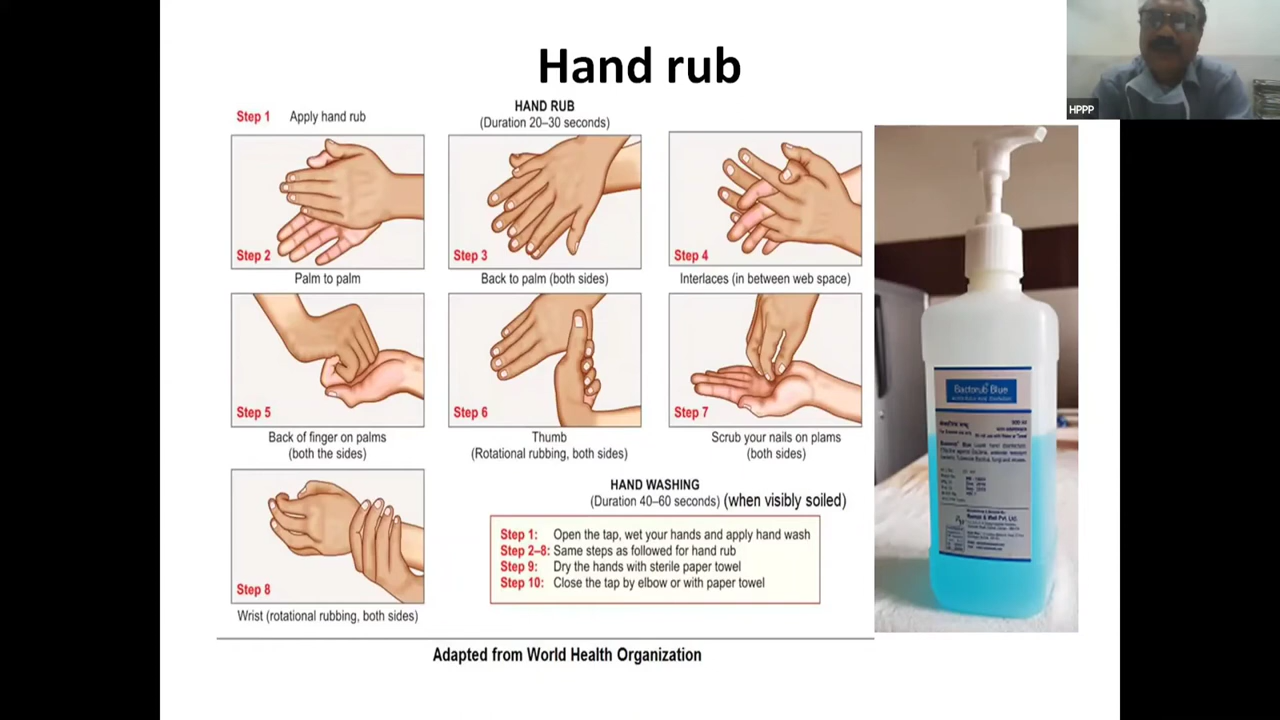 Hand rub
HPPP
HAND RUB
(Duration 20–30 seconds)
Step 1 Apply hand rub
Step 2
Palm to palm
Step 3
Back to palm (both sides)
Step 4
Interlaces (in between web space)
Step 5
Back of finger on palms
(both the sides)
Step 6
Thumb
(Rotational rubbing, both sides)
Step 7
Scrub your nails on plams
(both sides)
Step 8
Wrist (rotational rubbing, both sides)
HAND WASHING
(Duration 40–60 seconds) (when visibly soiled)
Step 1: Open the tap, wet your hands and apply hand wash
Step 2–8: Same steps as followed for hand rub
Step 9: Dry the hands with sterile paper towel
Step 10: Close the tap by elbow or with paper towel
Adapted from World Health Organization
Bactorub Blue